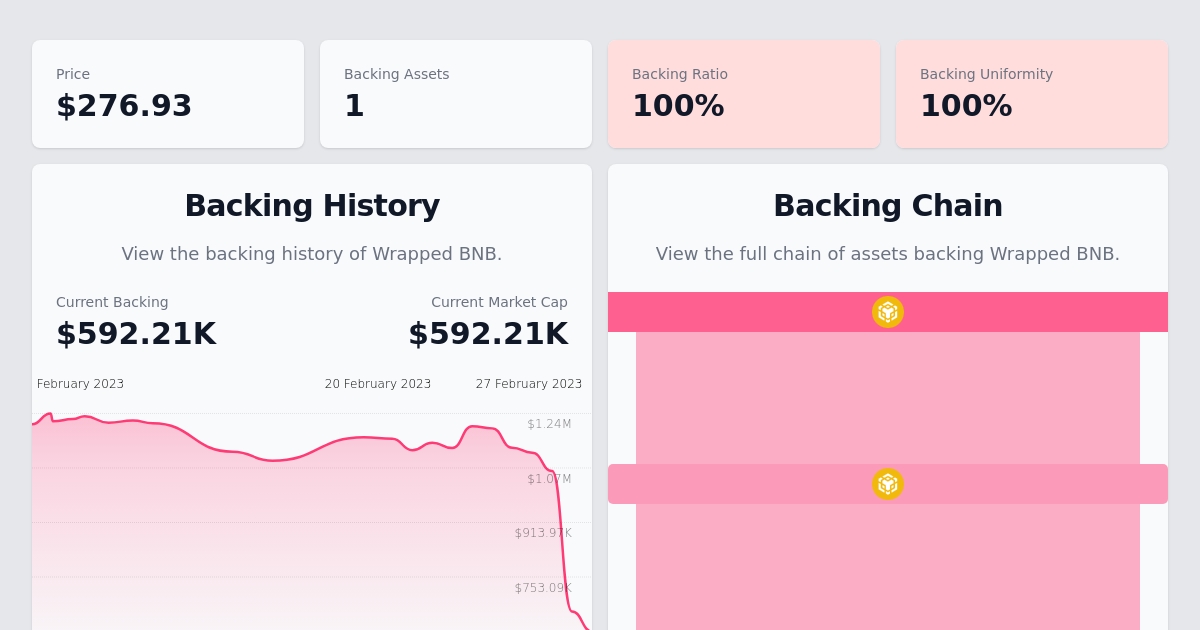 Price
$276.93
Backing Assets
1
Backing Ratio
100%
Backing Uniformity
100%
Backing History
View the backing history of Wrapped BNB.
Current Backing
$592.21K
Current Market Cap
$592.21K
February 2023
20 February 2023
27 February 2023
$1.24M
$1.07M
$913.97K
$753.09K
Backing Chain
View the full chain of assets backing Wrapped BNB.